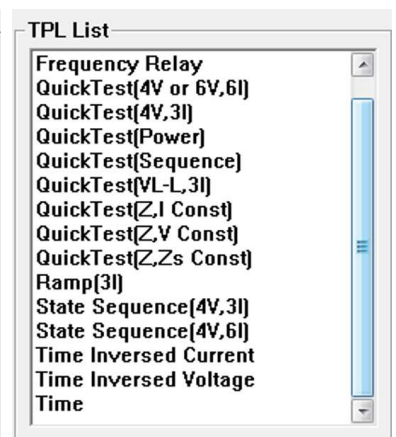 TPL List
Frequency Relay
QuickTest(4V or 6V,6I)
QuickTest(4V,3I)
QuickTest(Power)
QuickTest(Sequence)
QuickTest(VL-L,3I)
QuickTest(Z,I Const)
QuickTest(Z,V Const)
QuickTest(Z,Zs Const)
Ramp(3I)
State Sequence(4V,3I)
State Sequence(4V,6I)
Time Inversed Current
Time Inversed Voltage
Time